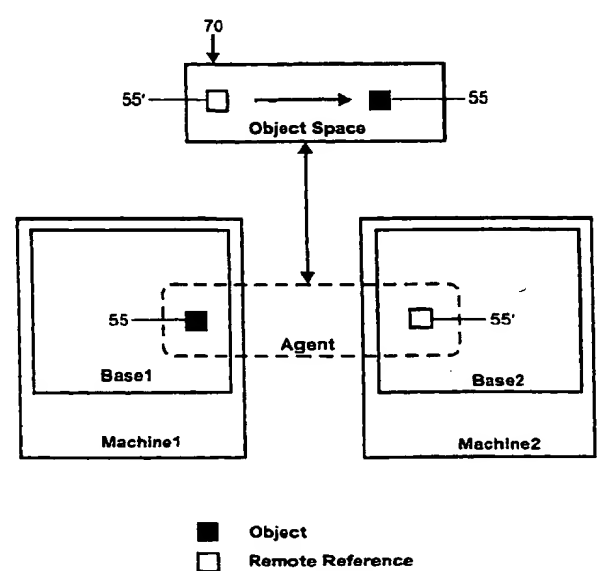 70
55' 55
Object Space
55 55'
Agent
Base1 Base2
Machine1 Machine2
Object
Remote Reference